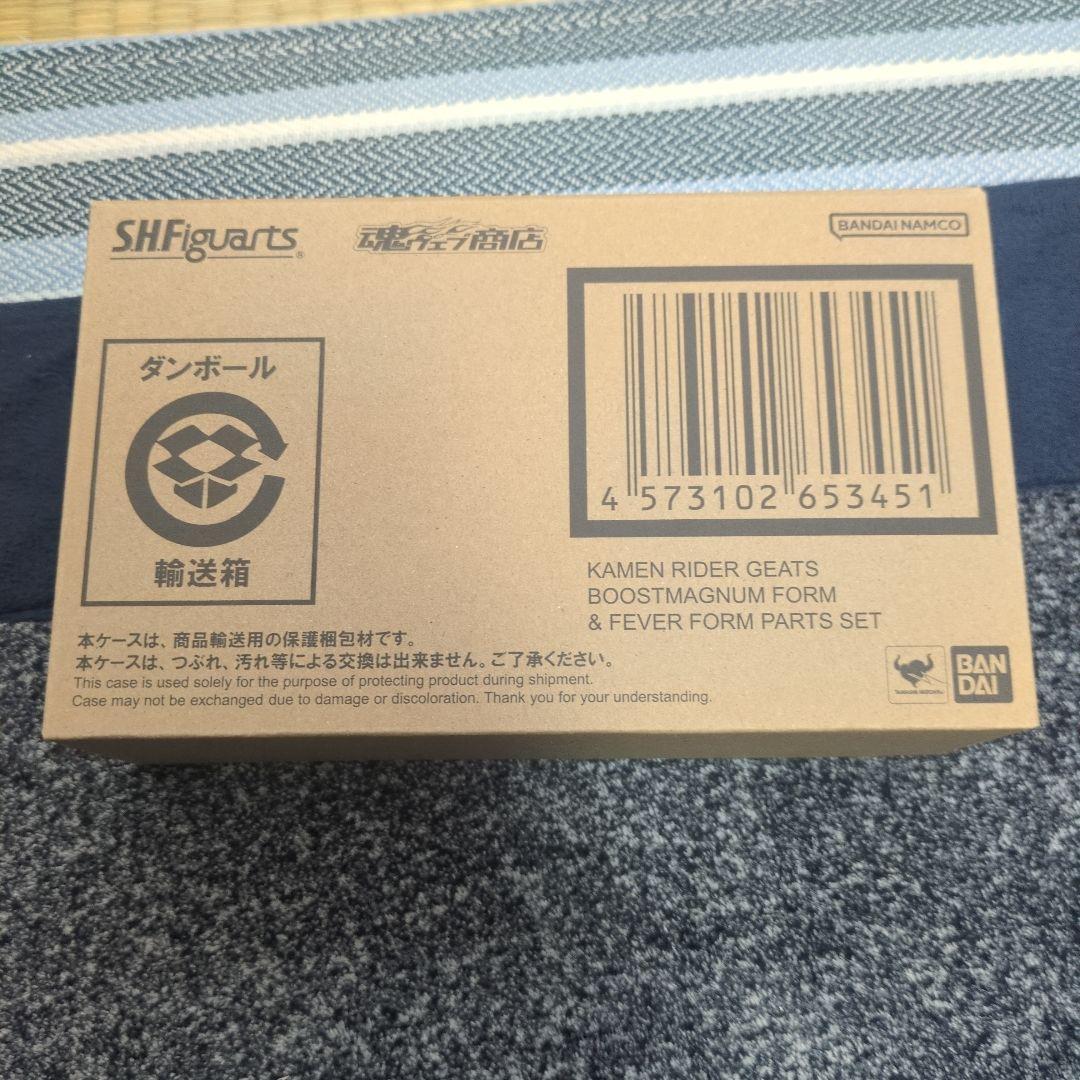 S.H.Figuarts®
魂ウェブ商店
BANDAI NAMCO
ダンボール
輸送箱
4 573102 653451
KAMEN RIDER GEATS
BOOSTMAGNUM FORM
& FEVER FORM PARTS SET
本ケースは、商品輸送用の保護梱包材です。
本ケースは、つぶれ、汚れ等による交換は出来ません。ご了承ください。
This case is used solely for the purpose of protecting product during shipment.
Case may not be exchanged due to damage or discoloration. Thank you for your understanding.
TAMASHII NATIONS
BAN
DAI